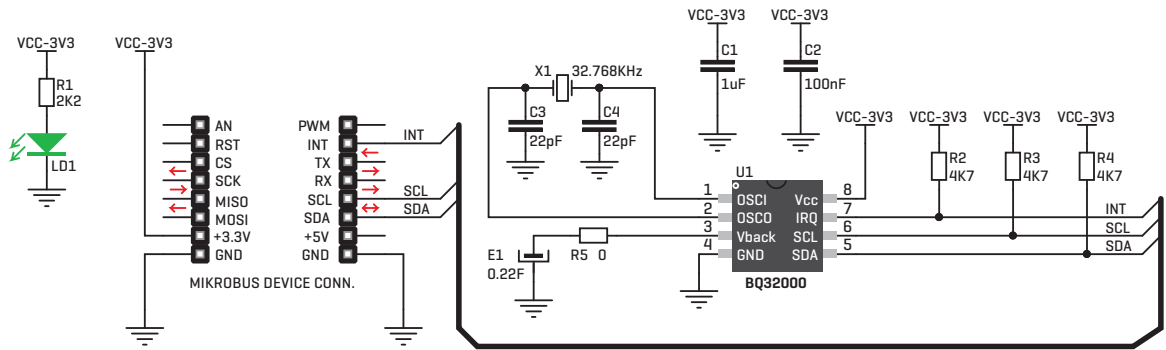 VCC-3V3
R1
2K2
LD1
VCC-3V3
AN
RST
CS
SCK
MISO
MOSI
+3.3V
GND
PWM
INT
TX
RX
SCL
SDA
+5V
GND
MIKROBUS DEVICE CONN.
INT
SCL
SDA
X1
32.768KHz
C3
22pF
C4
22pF
VCC-3V3
C1
1uF
VCC-3V3
C2
100nF
E1
0.22F
R5 0
U1
1 OSCI Vcc 8
2 OSCO IRQ 7
3 Vback SCL 6
4 GND SDA 5
BQ32000
VCC-3V3
VCC-3V3
R2
4K7
VCC-3V3
R3
4K7
VCC-3V3
R4
4K7
INT
SCL
SDA